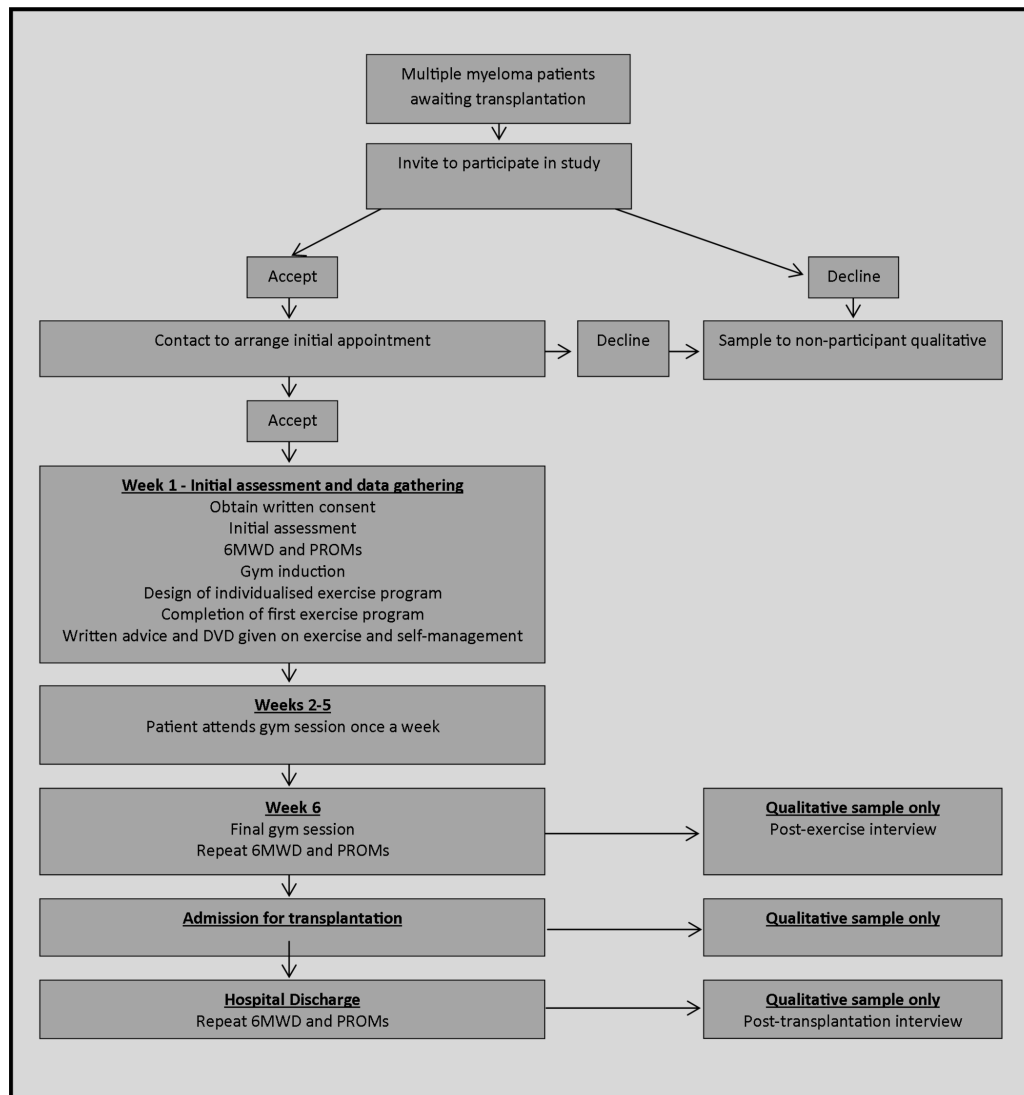 Multiple myeloma patients
awaiting transplantation
Invite to participate in study
Accept
Decline
Contact to arrange initial appointment
Decline
Sample to non-participant qualitative
Accept
Week 1 - Initial assessment and data gathering
Obtain written consent
Initial assessment
6MWD and PROMs
Gym induction
Design of individualised exercise program
Completion of first exercise program
Written advice and DVD given on exercise and self-management
Weeks 2-5
Patient attends gym session once a week
Week 6
Final gym session
Repeat 6MWD and PROMs
Qualitative sample only
Post-exercise interview
Admission for transplantation
Qualitative sample only
Hospital Discharge
Repeat 6MWD and PROMs
Qualitative sample only
Post-transplantation interview